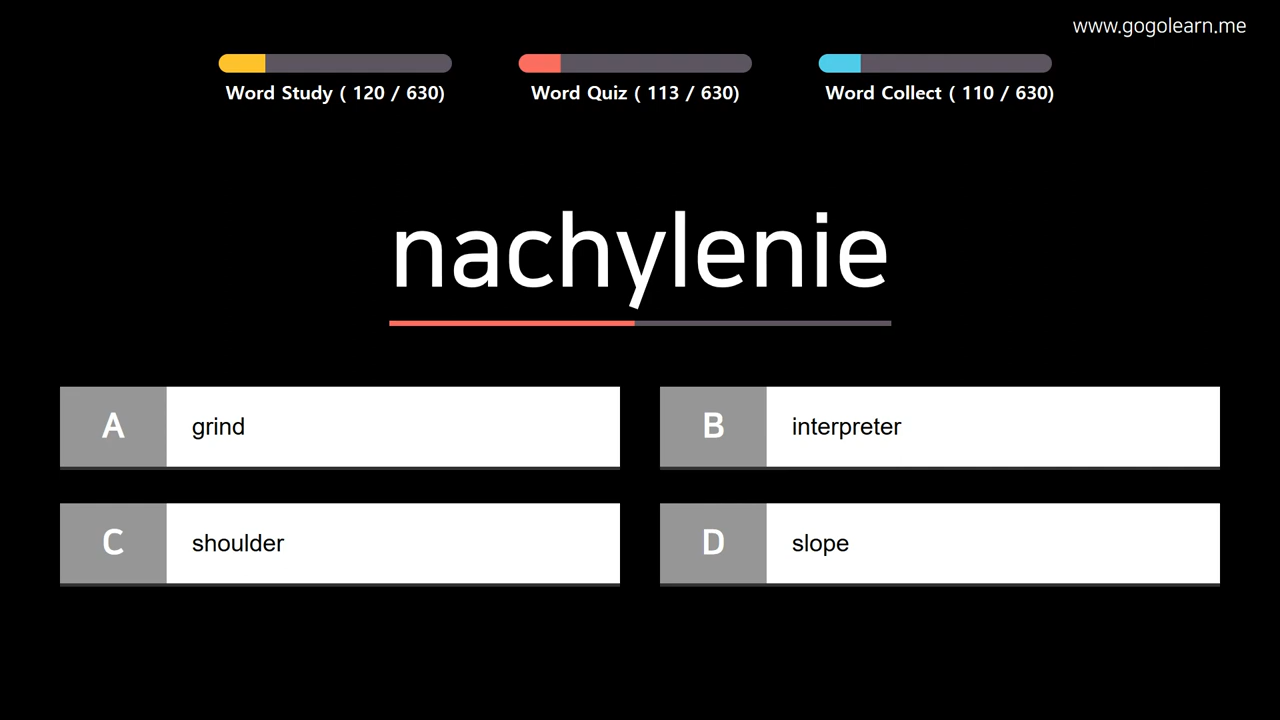 www.gogolearn.me
Word Study ( 120 / 630)
Word Quiz ( 113 / 630)
Word Collect ( 110 / 630)
nachylenie
A grind
B interpreter
C shoulder
D slope